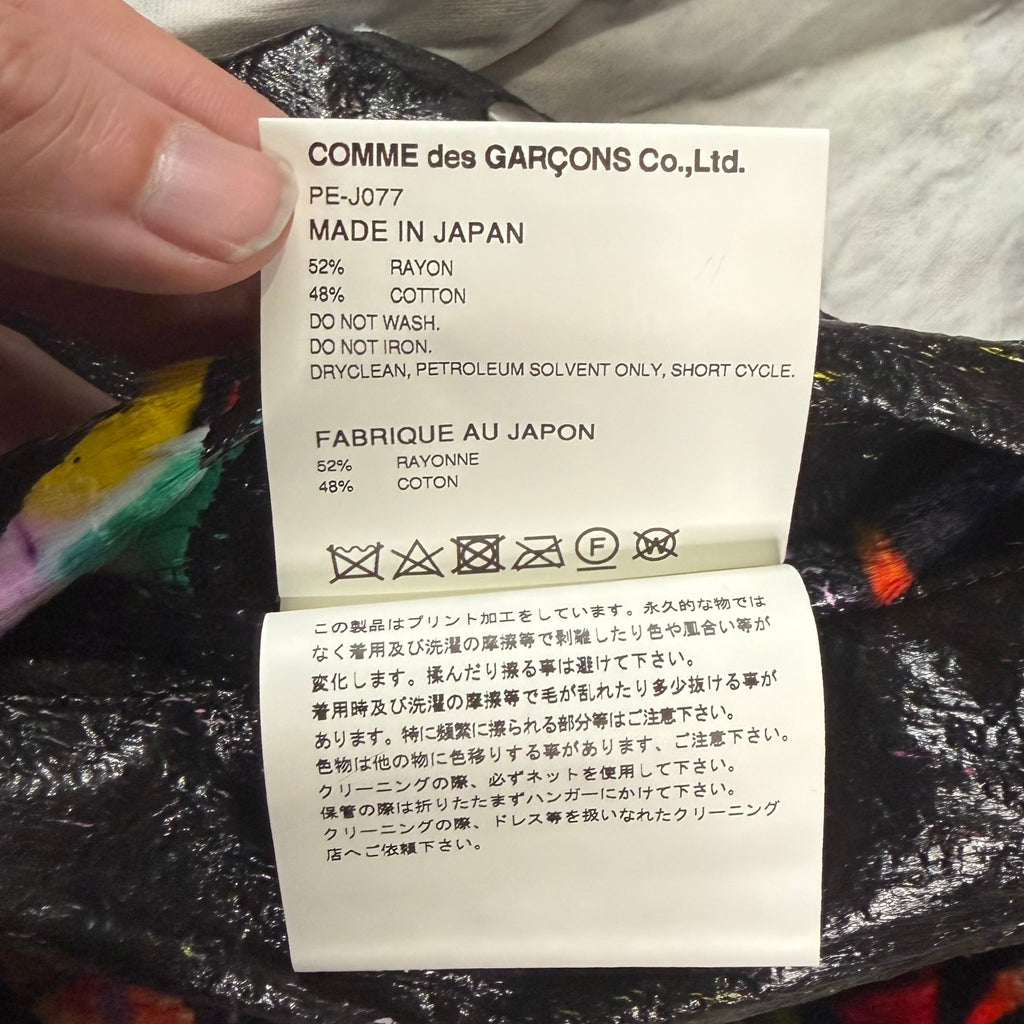 COMME des GARÇONS Co.,Ltd.
PE-J077
MADE IN JAPAN
52% RAYON
48% COTTON
DO NOT WASH.
DO NOT IRON.
DRYCLEAN, PETROLEUM SOLVENT ONLY, SHORT CYCLE.
FABRIQUE AU JAPON
52% RAYONNE
48% COTON
F W
この製品はプリント加工をしています。永久的な物では
なく着用及び洗濯の摩擦等で剥離したり色や風合い等が
変化します。揉んだり擦る事は避けて下さい。
着用時及び洗濯の摩擦等で毛が乱れたり多少抜ける事が
あります。特に頻繁に擦られる部分等はご注意下さい。
色物は他の物に色移りする事があります、ご注意下さい。
クリーニングの際、必ずネットを使用して下さい。
保管の際は折りたたまずハンガーにかけて下さい。
クリーニングの際、ドレス等を扱いなれたクリーニング
店へご依頼下さい。